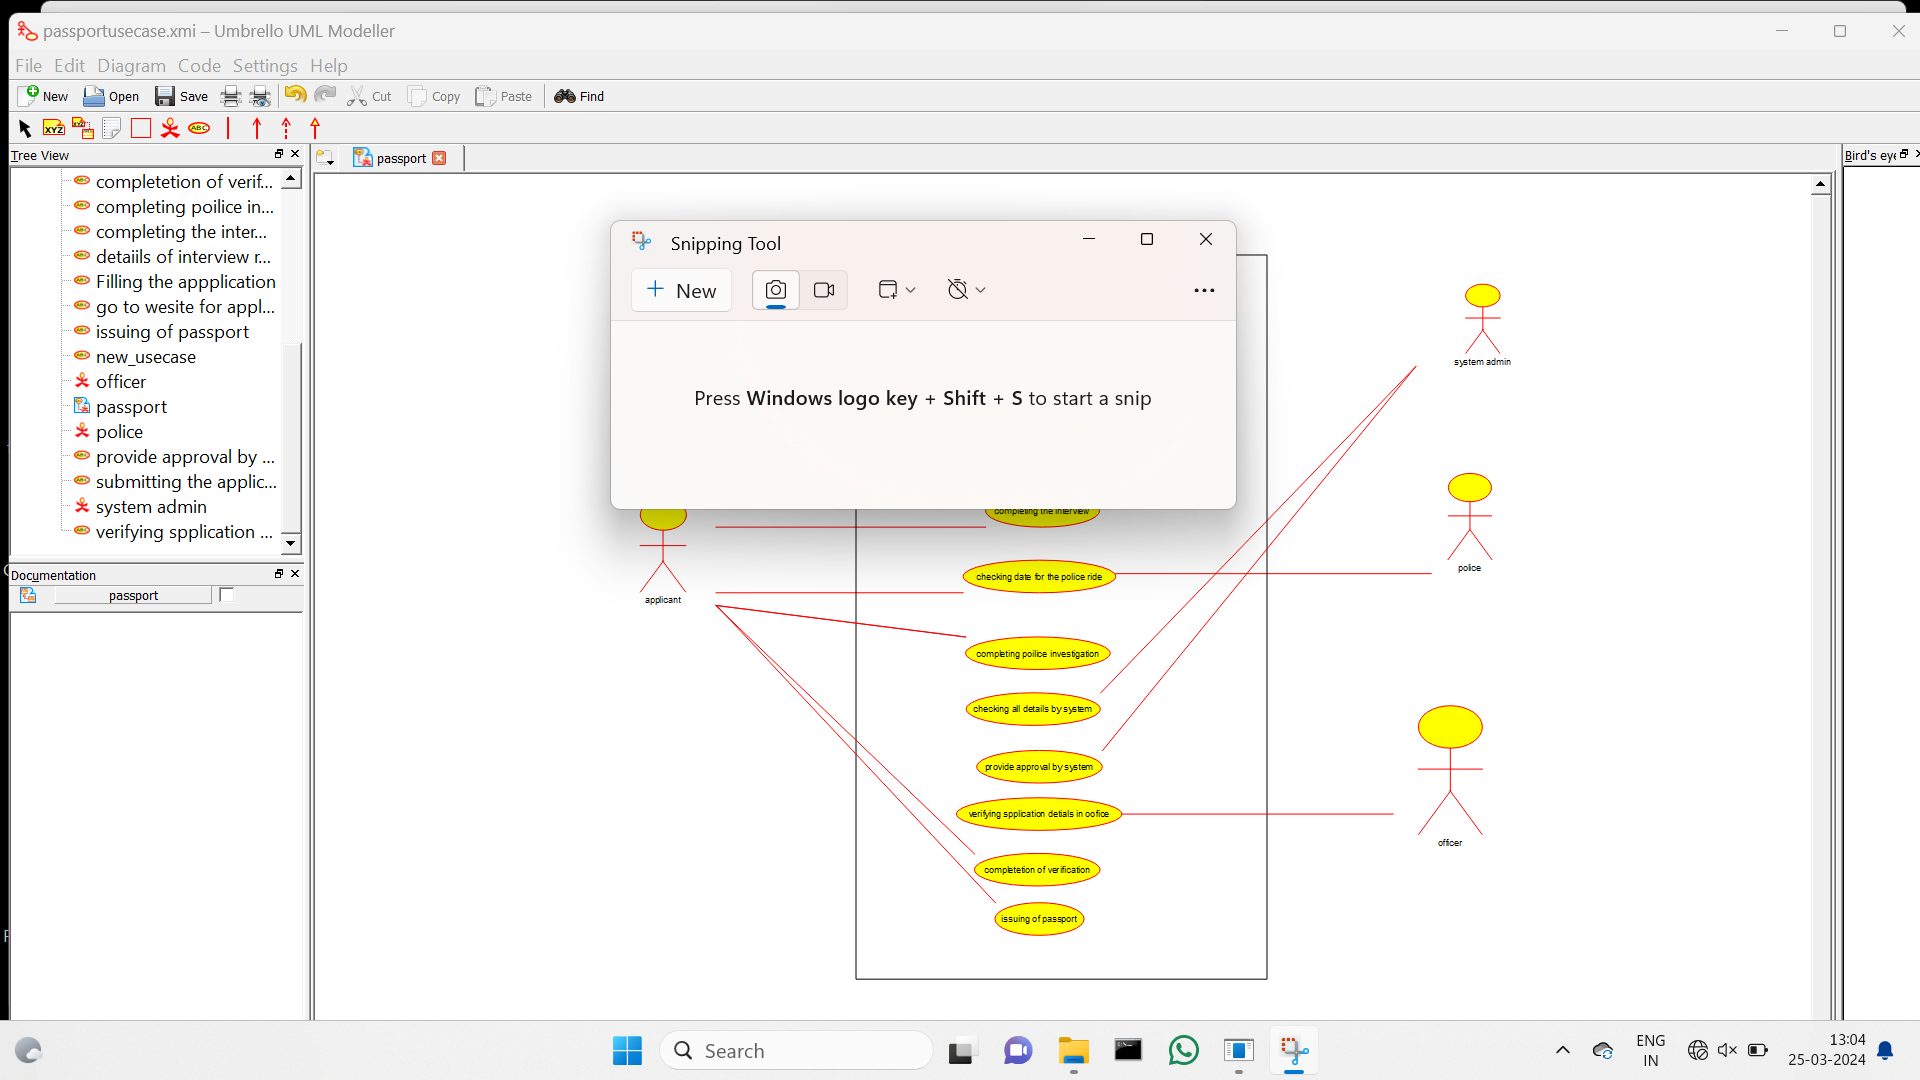 passportusecase.xmi – Umbrello UML Modeller
File Edit Diagram Code Settings Help
New Open Save Cut Copy Paste Find
XYZ XYZ ABC
Tree View
passport
Bird's eye
completetion of verif...
completing poilice in...
completing the inter...
detaiils of interview r...
Filling the appplication
go to wesite for appl...
issuing of passport
new_usecase
officer
passport
police
provide approval by ...
submitting the applic...
system admin
verifying spplication ...
Documentation
passport
Snipping Tool
New
Press Windows logo key + Shift + S to start a snip
system admin
completing the interview
checking date for the police ride
police
applicant
completing poilice investigation
checking all details by system
provide approval by system
verifying spplication detials in oofice
officer
completetion of verification
issuing of passport
Search
ENG
IN
13:04
25-03-2024